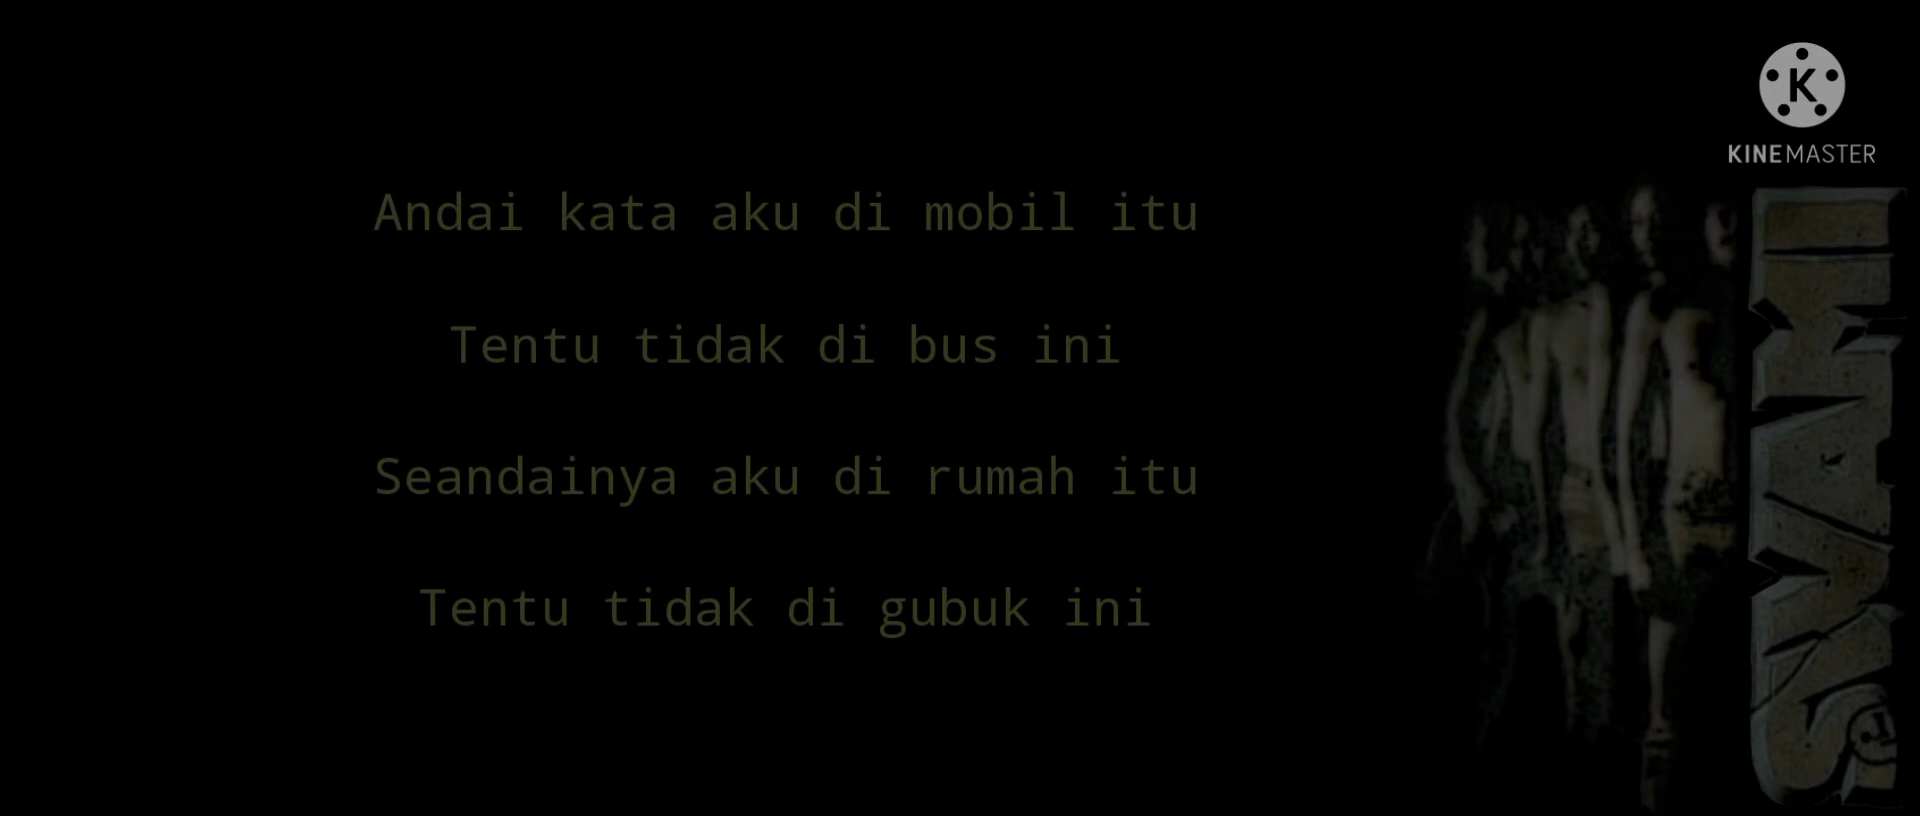 K
KINEMASTER
Andai kata aku di mobil itu
Tentu tidak di bus ini
Seandainya aku di rumah itu
Tentu tidak di gubuk ini
SWAMI